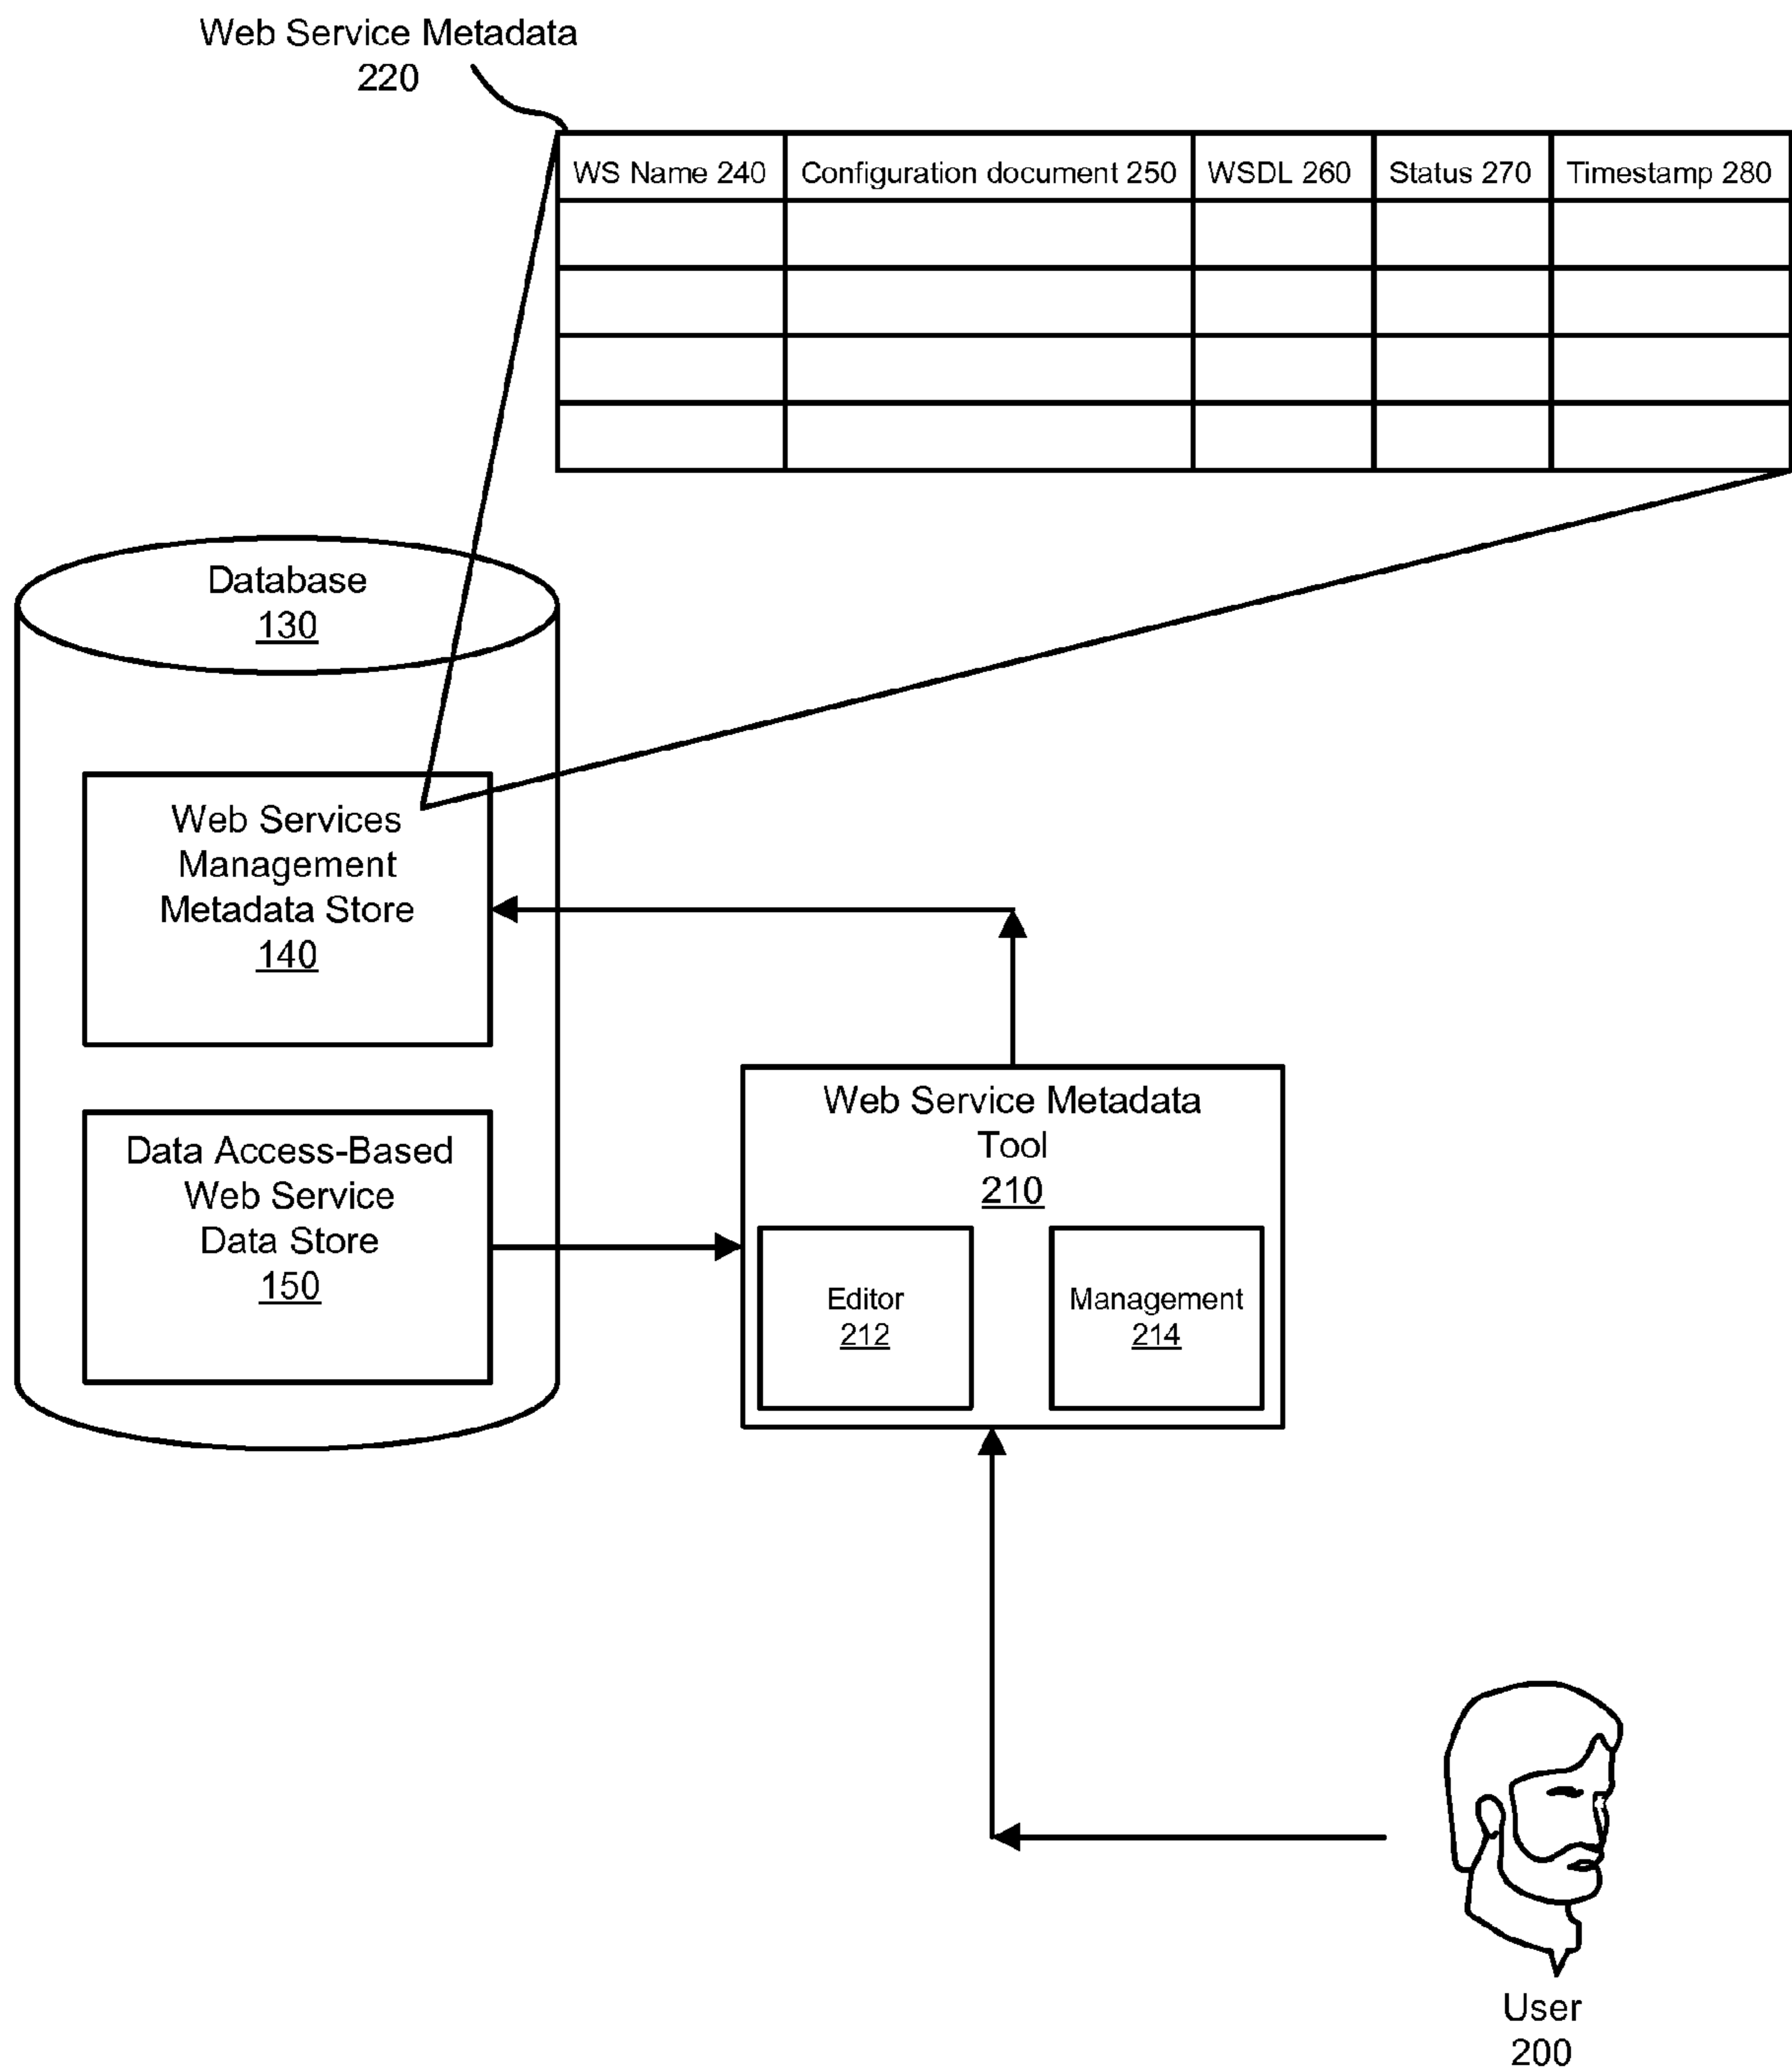 Web Service Metadata
220
WS Name 240
Configuration document 250
WSDL 260
Status 270
Timestamp 280
Database
130
Web Services
Management
Metadata Store
140
Data Access-Based
Web Service
Data Store
150
Web Service Metadata
Tool
210
Editor
212
Management
214
User
200